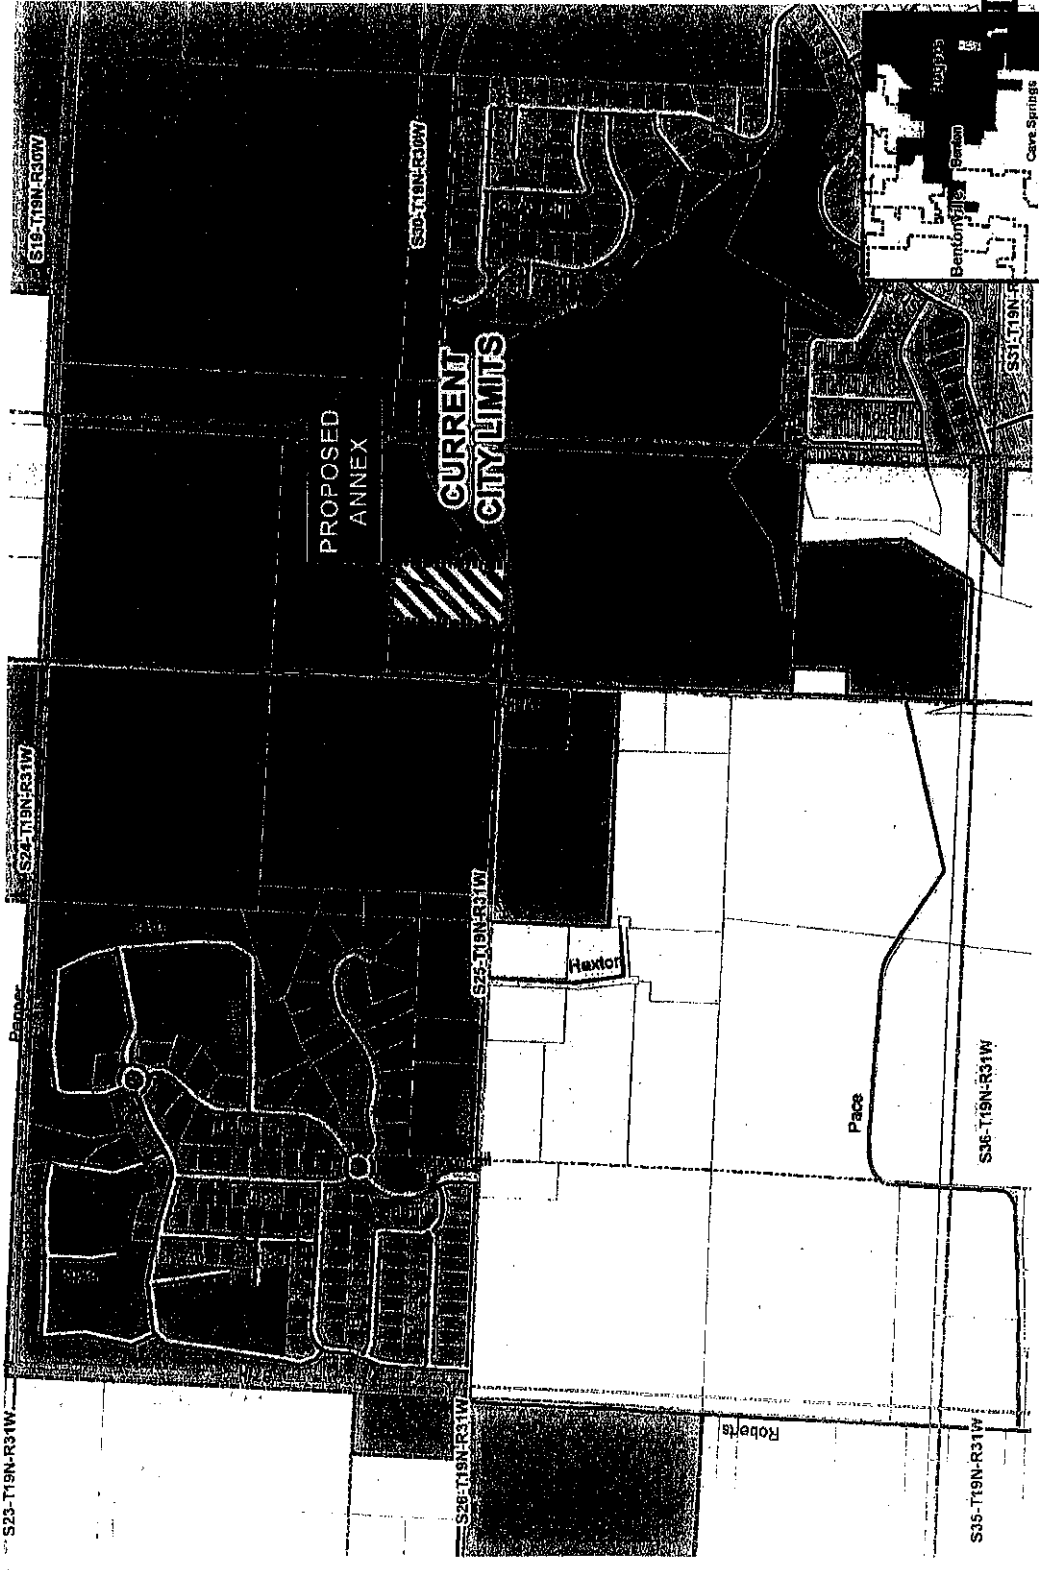 S23-T19N-R31W
S24-T19N-R31W
S19-T19N-R30W
S30-T19N-R30W
PROPOSED
ANNEX
CURRENT
CITY LIMITS
S25-T19N-R31W
S26-T19N-R31W
Haxton
Pace
Roberts
S36-T19N-R31W
S35-T19N-R31W
S31-T19N-R
Bentonville
Benton
Cave Springs